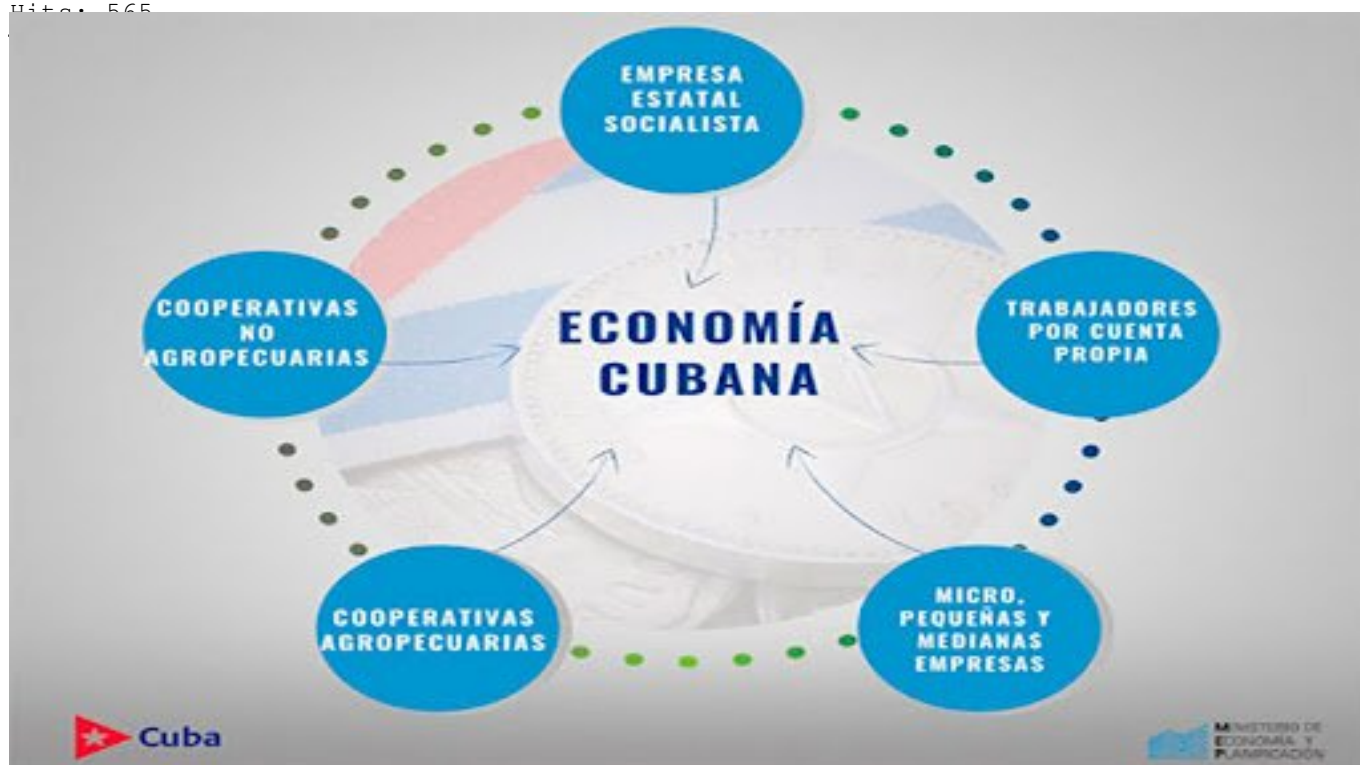 Hits: 565
EMPRESA
ESTATAL
SOCIALISTA
COOPERATIVAS
NO
AGROPECUARIAS
ECONOMÍA
CUBANA
TRABAJADORES
POR CUENTA
PROPIA
COOPERATIVAS
AGROPECUARIAS
MICRO,
PEQUEÑAS Y
MEDIANAS
EMPRESAS
Cuba
MINISTERIO DE
ECONOMÍA Y
PLANIFICACIÓN